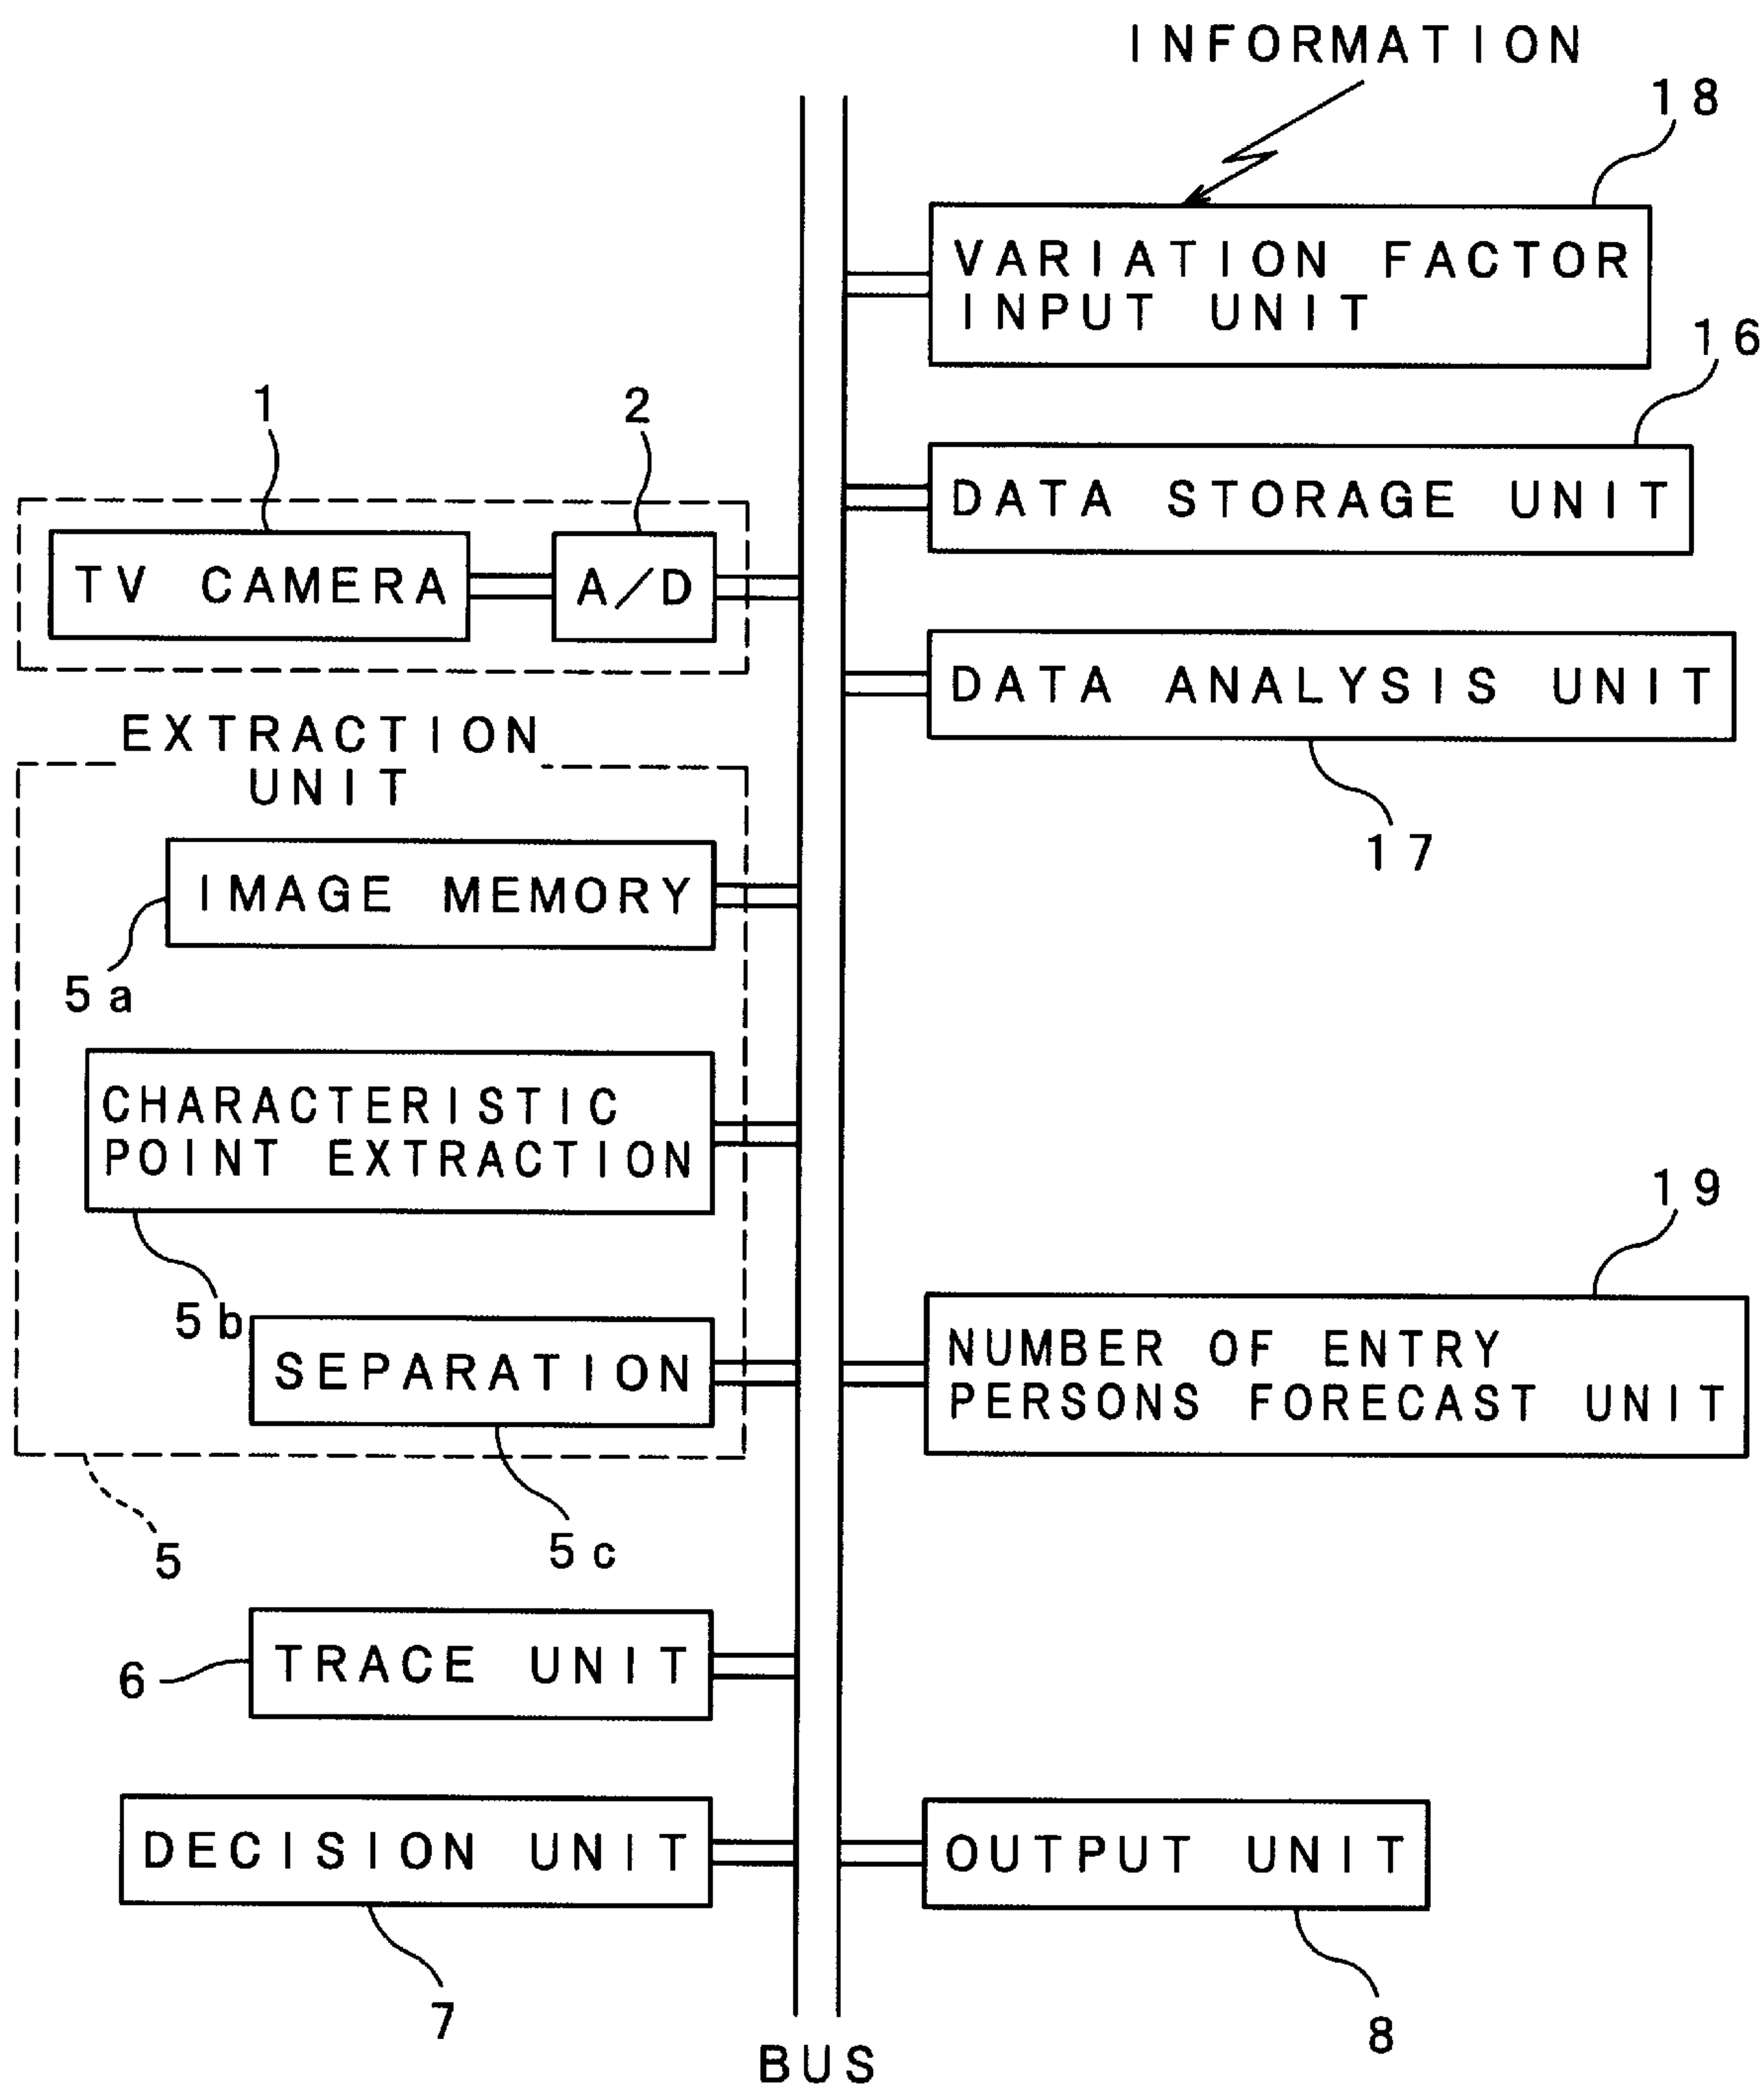 INFORMATION
18
VARIATION FACTOR
INPUT UNIT
16
DATA STORAGE UNIT
1
2
TV CAMERA
A/D
DATA ANALYSIS UNIT
17
EXTRACTION
UNIT
IMAGE MEMORY
5a
CHARACTERISTIC
POINT EXTRACTION
5b
SEPARATION
19
NUMBER OF ENTRY
PERSONS FORECAST UNIT
5
5c
TRACE UNIT
6
DECISION UNIT
7
OUTPUT UNIT
8
BUS